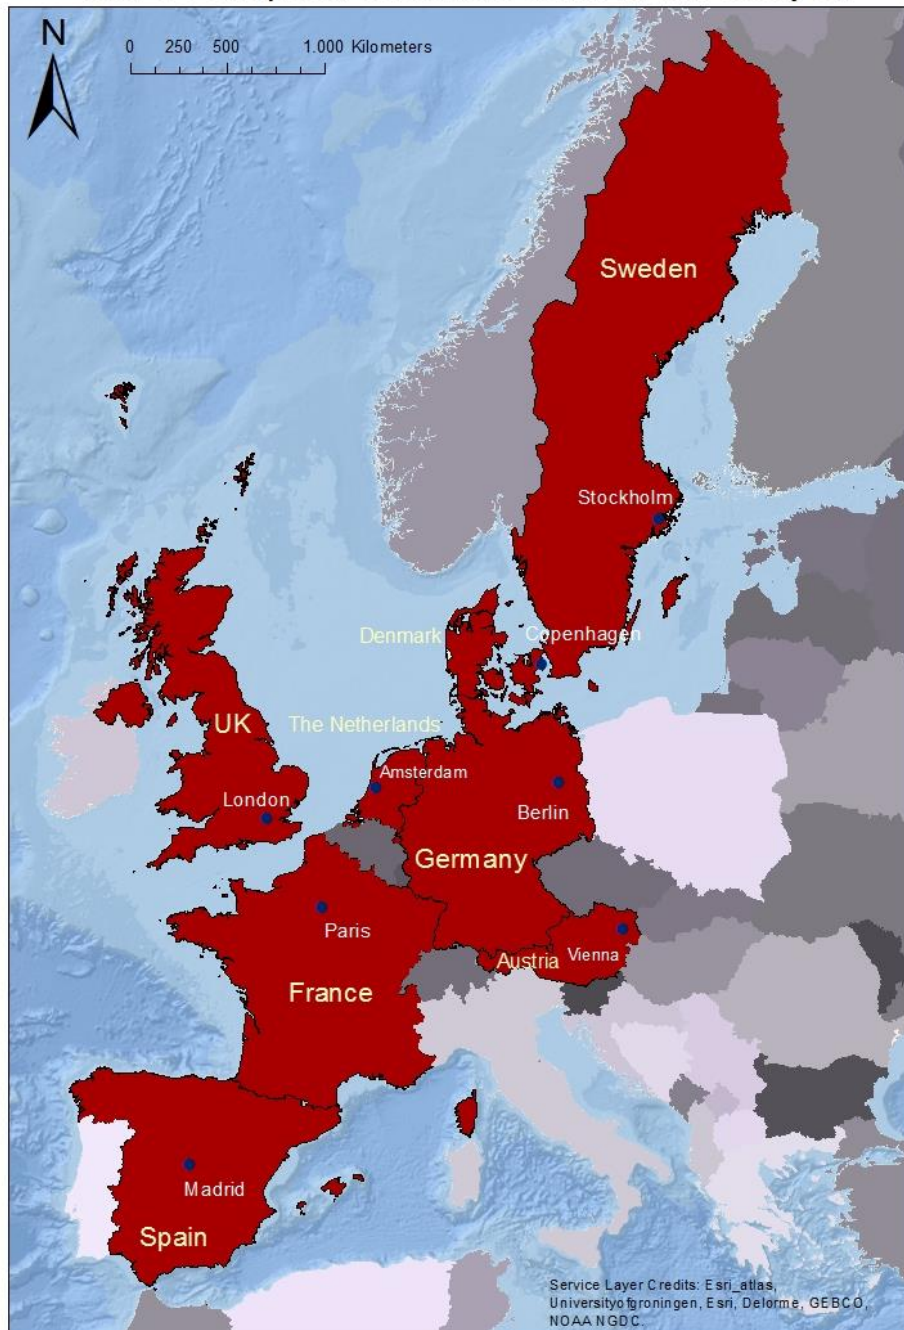 N
0 250 500 1.000 Kilometers
Sweden
Stockholm
Denmark
Copenhagen
UK
The Netherlands
Amsterdam
London
Berlin
Germany
Paris
Vienna
Austria
France
Madrid
Spain
Service Layer Credits: Esri_atlas,
Universityofgroningen, Esri, Delorme, GEBCO,
NOAA NGDC.